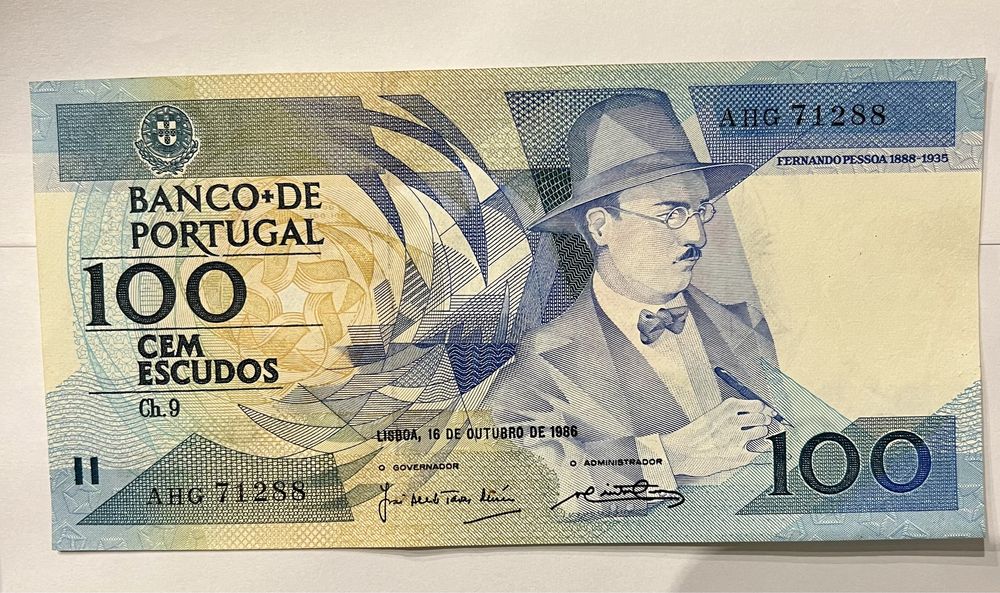 AHG 71288
FERNANDO PESSOA 1888-1935
BANCO DE
PORTUGAL
100
CEM
ESCUDOS
Ch. 9
LISBOA, 16 DE OUTUBRO DE 1986
O GOVERNADOR
O ADMINISTRADOR
AHG 71288
100